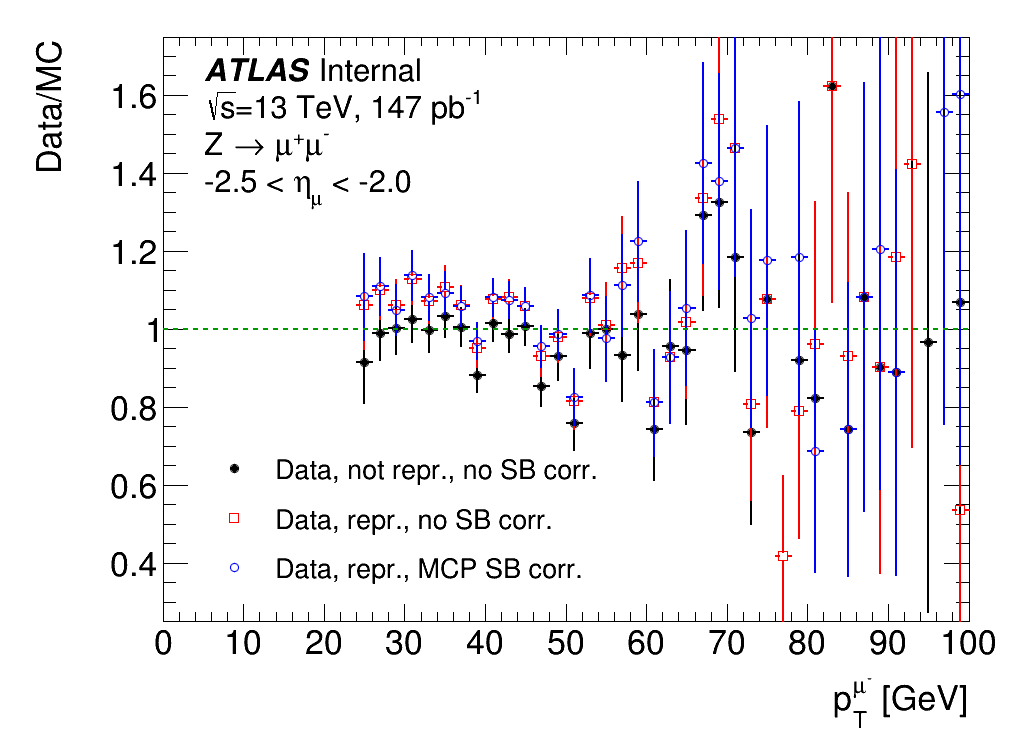 Data/MC
ATLAS Internal
√s=13 TeV, 147 pb⁻¹
Z → μ⁺μ⁻
-2.5 < η_μ < -2.0
1.6
1.4
1.2
1
0.8
0.6
0.4
Data, not repr., no SB corr.
Data, repr., no SB corr.
Data, repr., MCP SB corr.
0 10 20 30 40 50 60 70 80 90 100
p_T^μ⁻ [GeV]